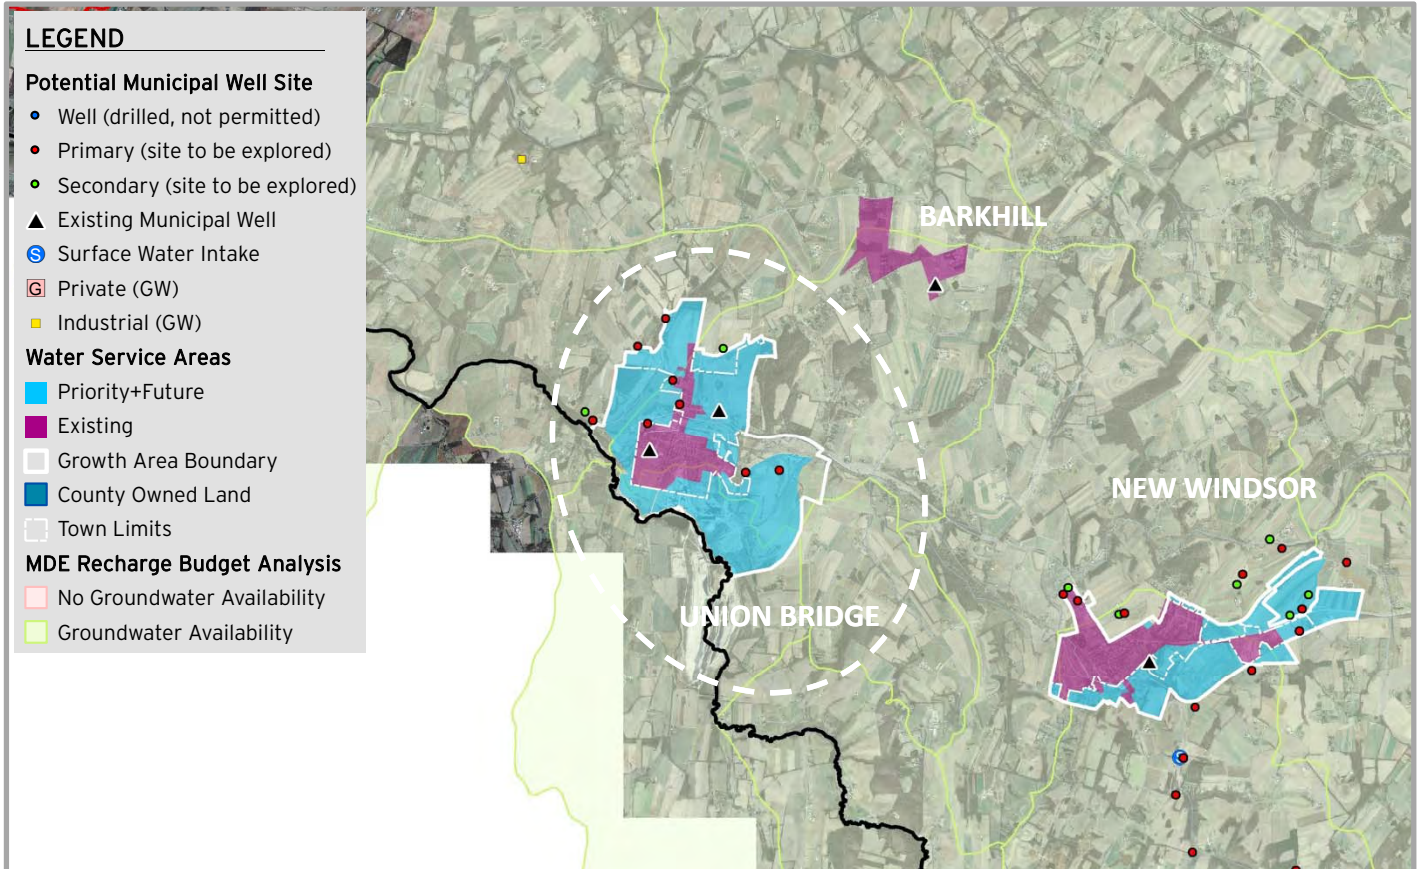 LEGEND
Potential Municipal Well Site
Well (drilled, not permitted)
Primary (site to be explored)
Secondary (site to be explored)
Existing Municipal Well
S Surface Water Intake
G Private (GW)
Industrial (GW)
Water Service Areas
Priority+Future
Existing
Growth Area Boundary
County Owned Land
Town Limits
MDE Recharge Budget Analysis
No Groundwater Availability
Groundwater Availability
BARKHILL
NEW WINDSOR
UNION BRIDGE
S